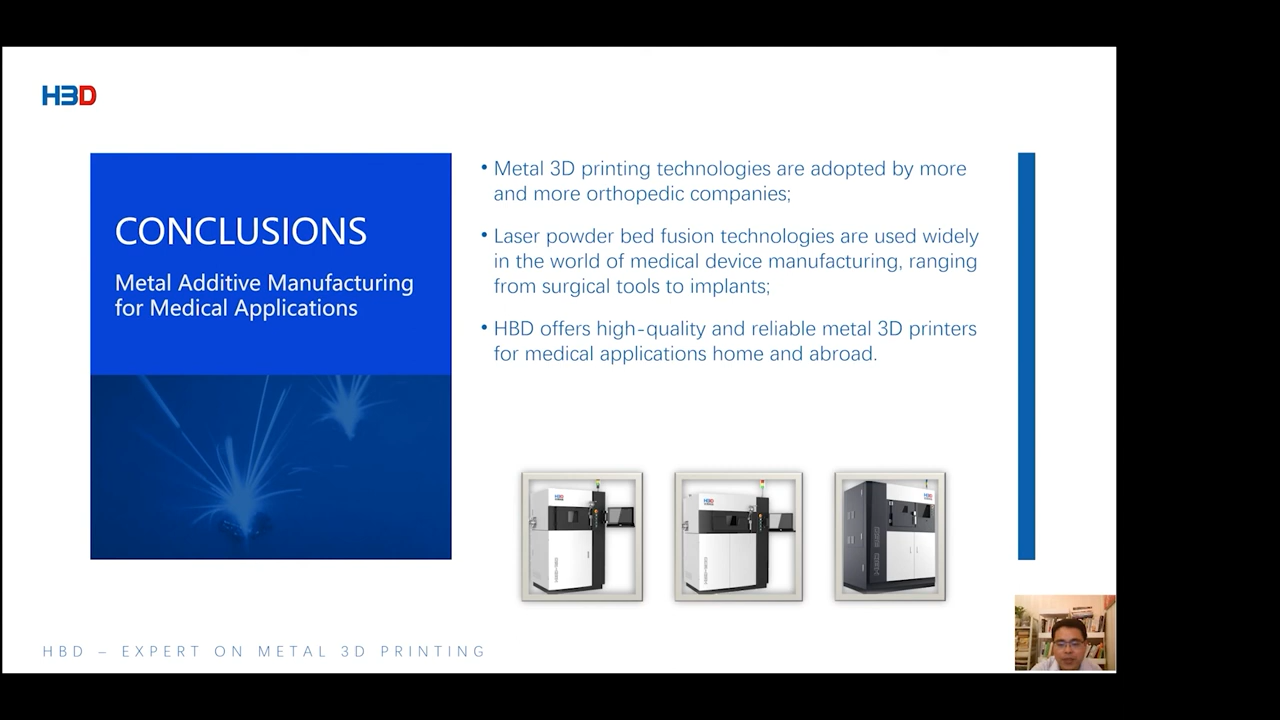 HBD
CONCLUSIONS
Metal Additive Manufacturing
for Medical Applications
• Metal 3D printing technologies are adopted by more
and more orthopedic companies;
• Laser powder bed fusion technologies are used widely
in the world of medical device manufacturing, ranging
from surgical tools to implants;
• HBD offers high-quality and reliable metal 3D printers
for medical applications home and abroad.
HBD
HBD
HBD
HBD – EXPERT ON METAL 3D PRINTING